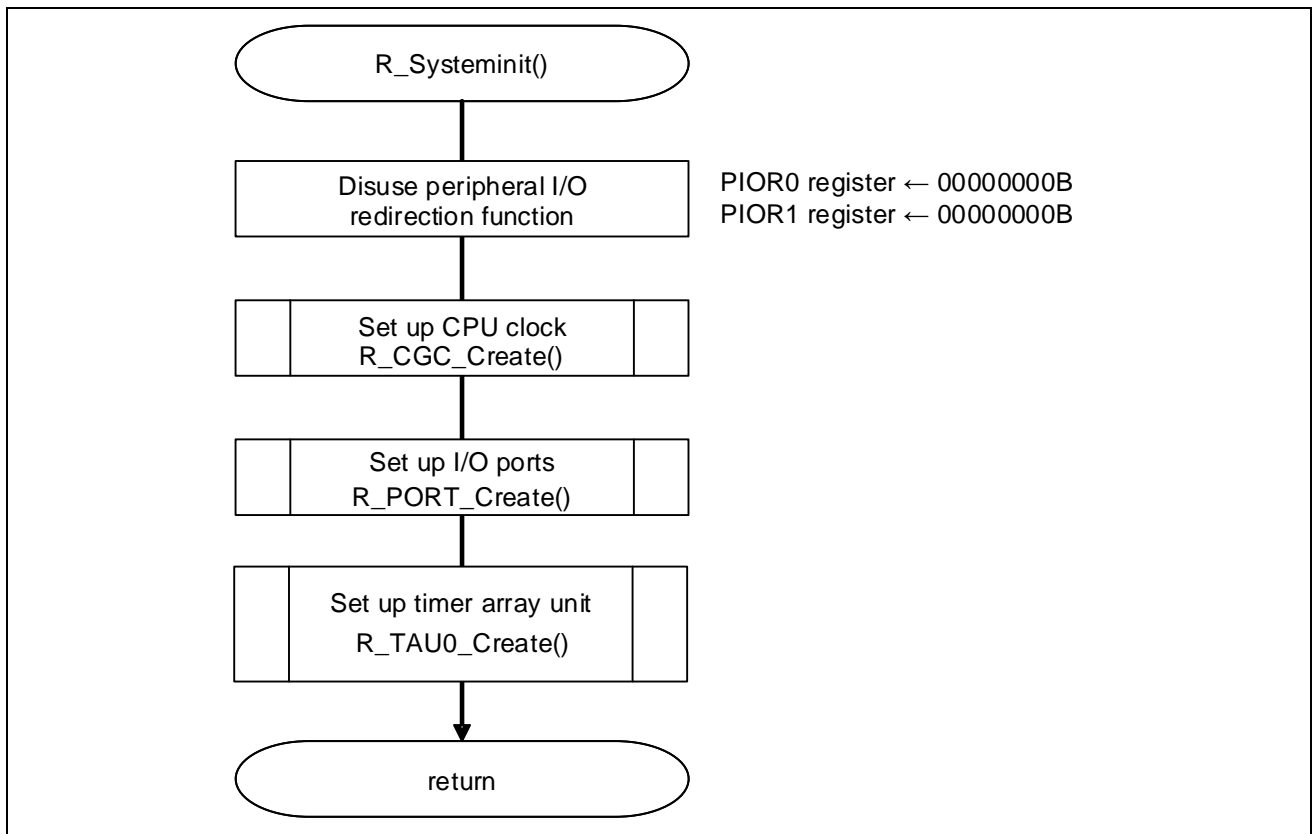 R_Systeminit()
Disuse peripheral I/O
redirection function
PIOR0 register ← 00000000B
PIOR1 register ← 00000000B
Set up CPU clock
R_CGC_Create()
Set up I/O ports
R_PORT_Create()
Set up timer array unit
R_TAU0_Create()
return